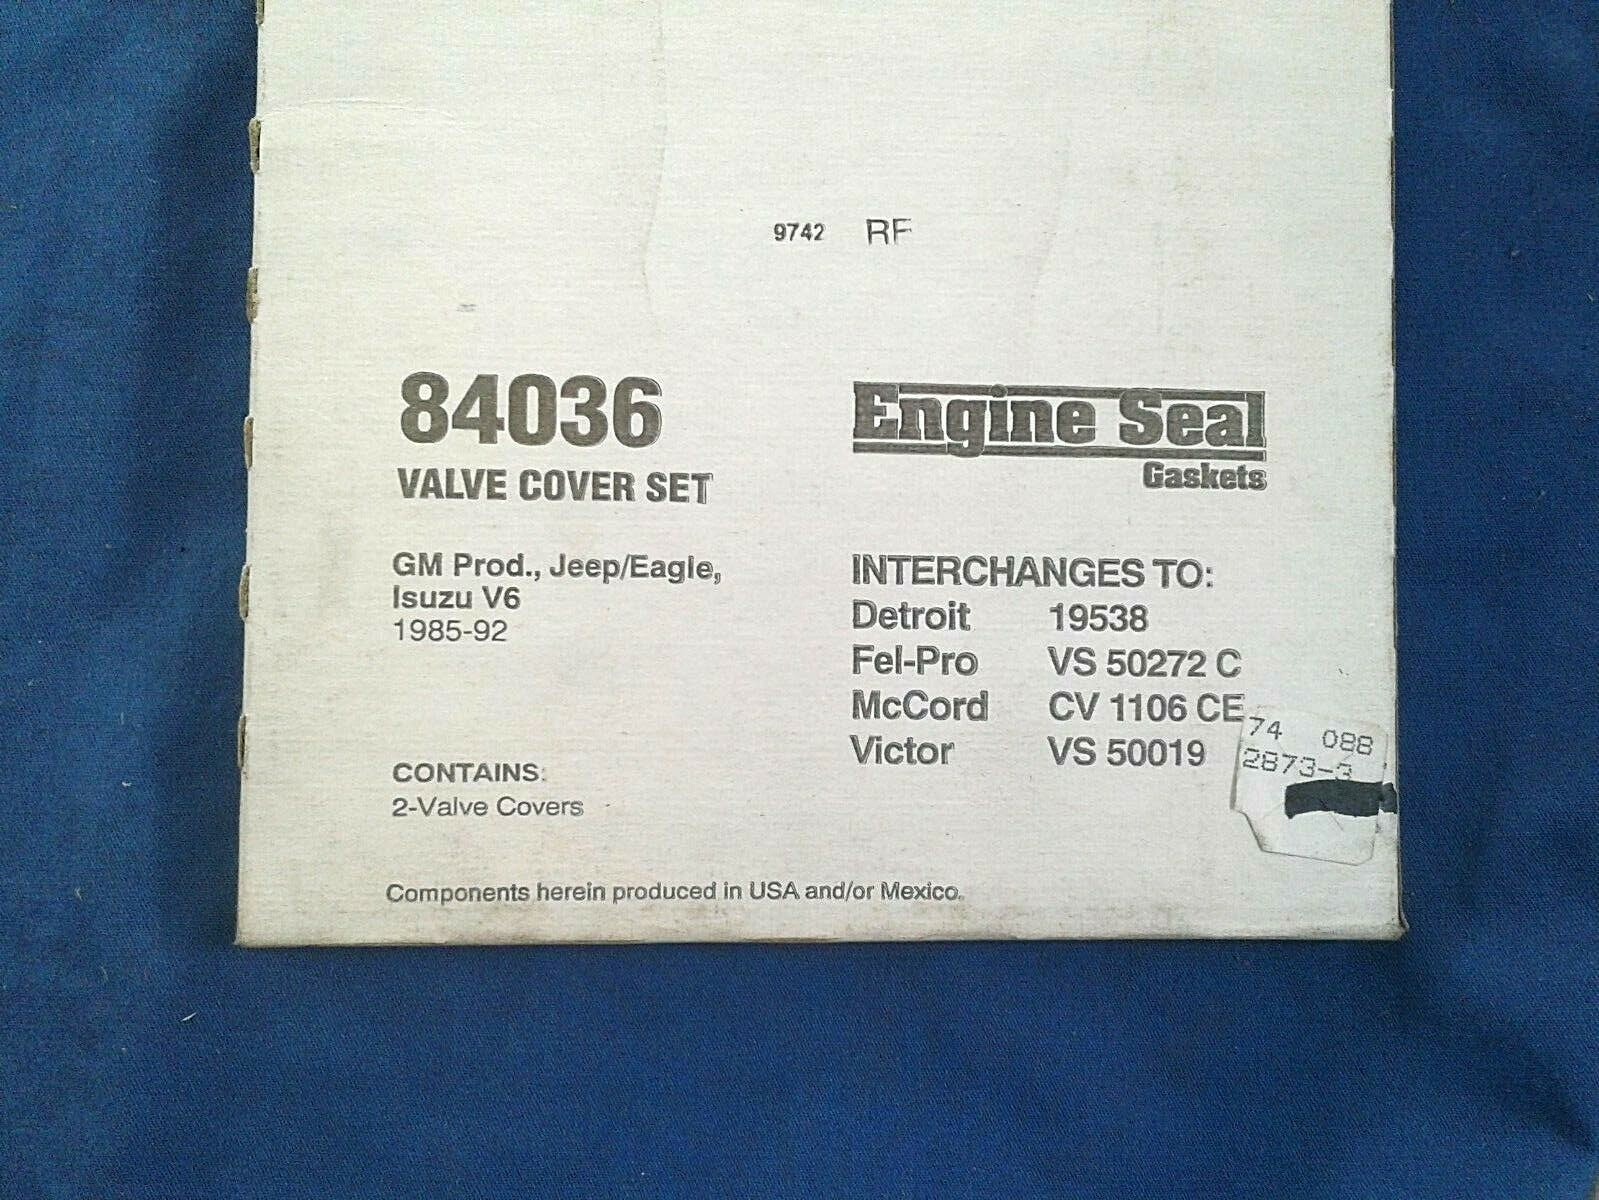 9742 RF
84036
VALVE COVER SET
Engine Seal
Gaskets
GM Prod., Jeep/Eagle,
Isuzu V6
1985-92
INTERCHANGES TO:
Detroit 19538
Fel-Pro VS 50272 C
McCord CV 1106 CE
Victor VS 50019
74 088
2873-3
CONTAINS:
2-Valve Covers
Components herein produced in USA and/or Mexico.